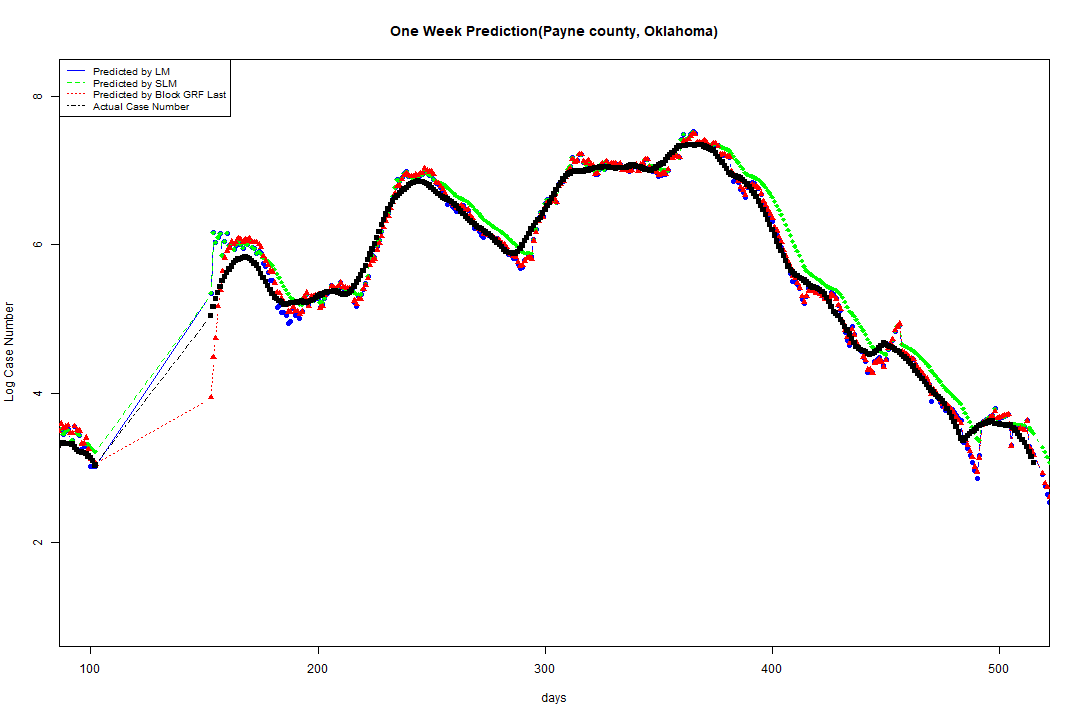 One Week Prediction(Payne county, Oklahoma)
Predicted by LM
Predicted by SLM
Predicted by Block GRF Last
Actual Case Number
Log Case Number
8
6
4
2
100 200 300 400 500
days